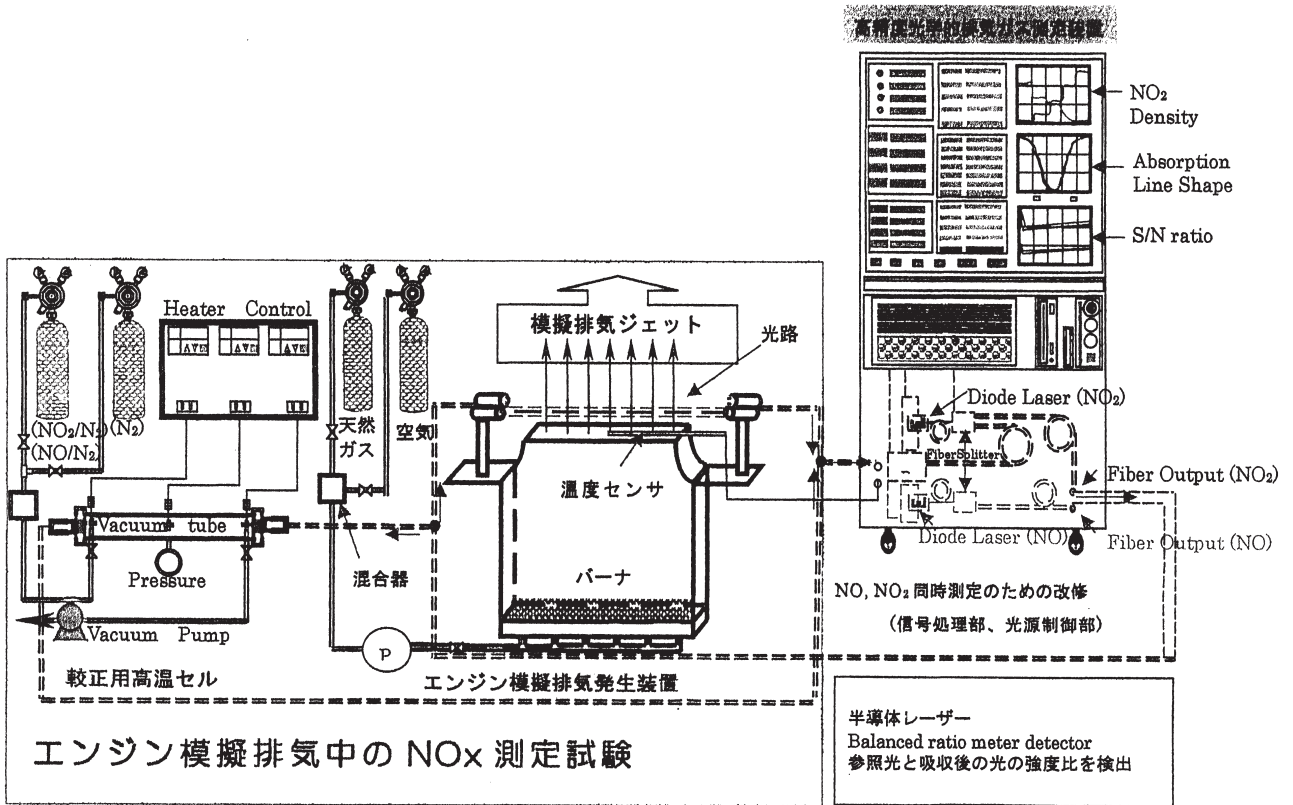 高精度光学的排気ガス測定装置
NO₂
Density
Absorption
Line Shape
S/N ratio
Heater Control
(NO₂/N₂)
(NO/N₂)
(N₂)
天然
ガス
空気
模擬排気ジェット
光路
温度センサ
Vacuum tube
Pressure
Vacuum Pump
混合器
バーナ
P
較正用高温セル
エンジン模擬排気発生装置
Diode Laser (NO₂)
FiberSplitter
Fiber Output (NO₂)
Diode Laser (NO)
Fiber Output (NO)
NO, NO₂ 同時測定のための改修
(信号処理部、光源制御部)
エンジン模擬排気中の NOx 測定試験
半導体レーザー
Balanced ratio meter detector
参照光と吸収後の光の強度比を検出